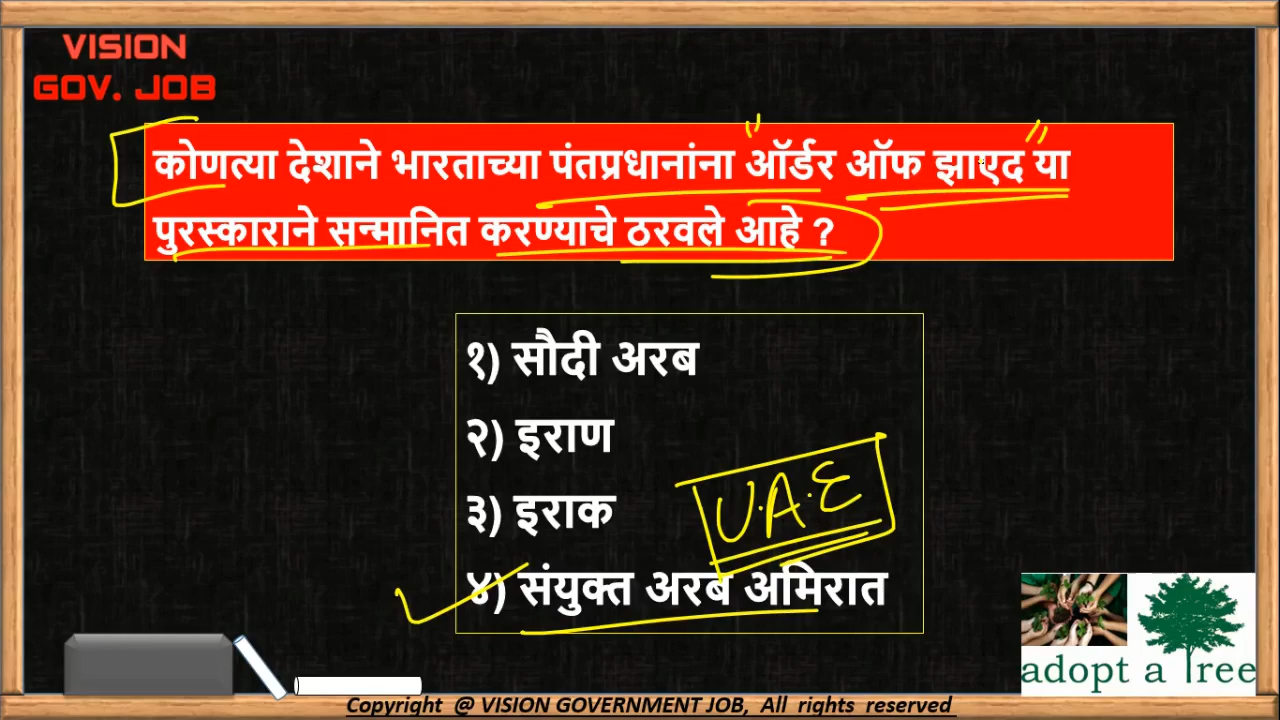 VISION
GOV. JOB
कोणत्या देशाने भारताच्या पंतप्रधानांना ऑर्डर ऑफ झाएद या
पुरस्काराने सन्मानित करण्याचे ठरवले आहे ?
१) सौदी अरब
२) इराण
३) इराक
U.A.E
४) संयुक्त अरब अमिरात
adopt a Tree
Copyright @ VISION GOVERNMENT JOB, All rights reserved